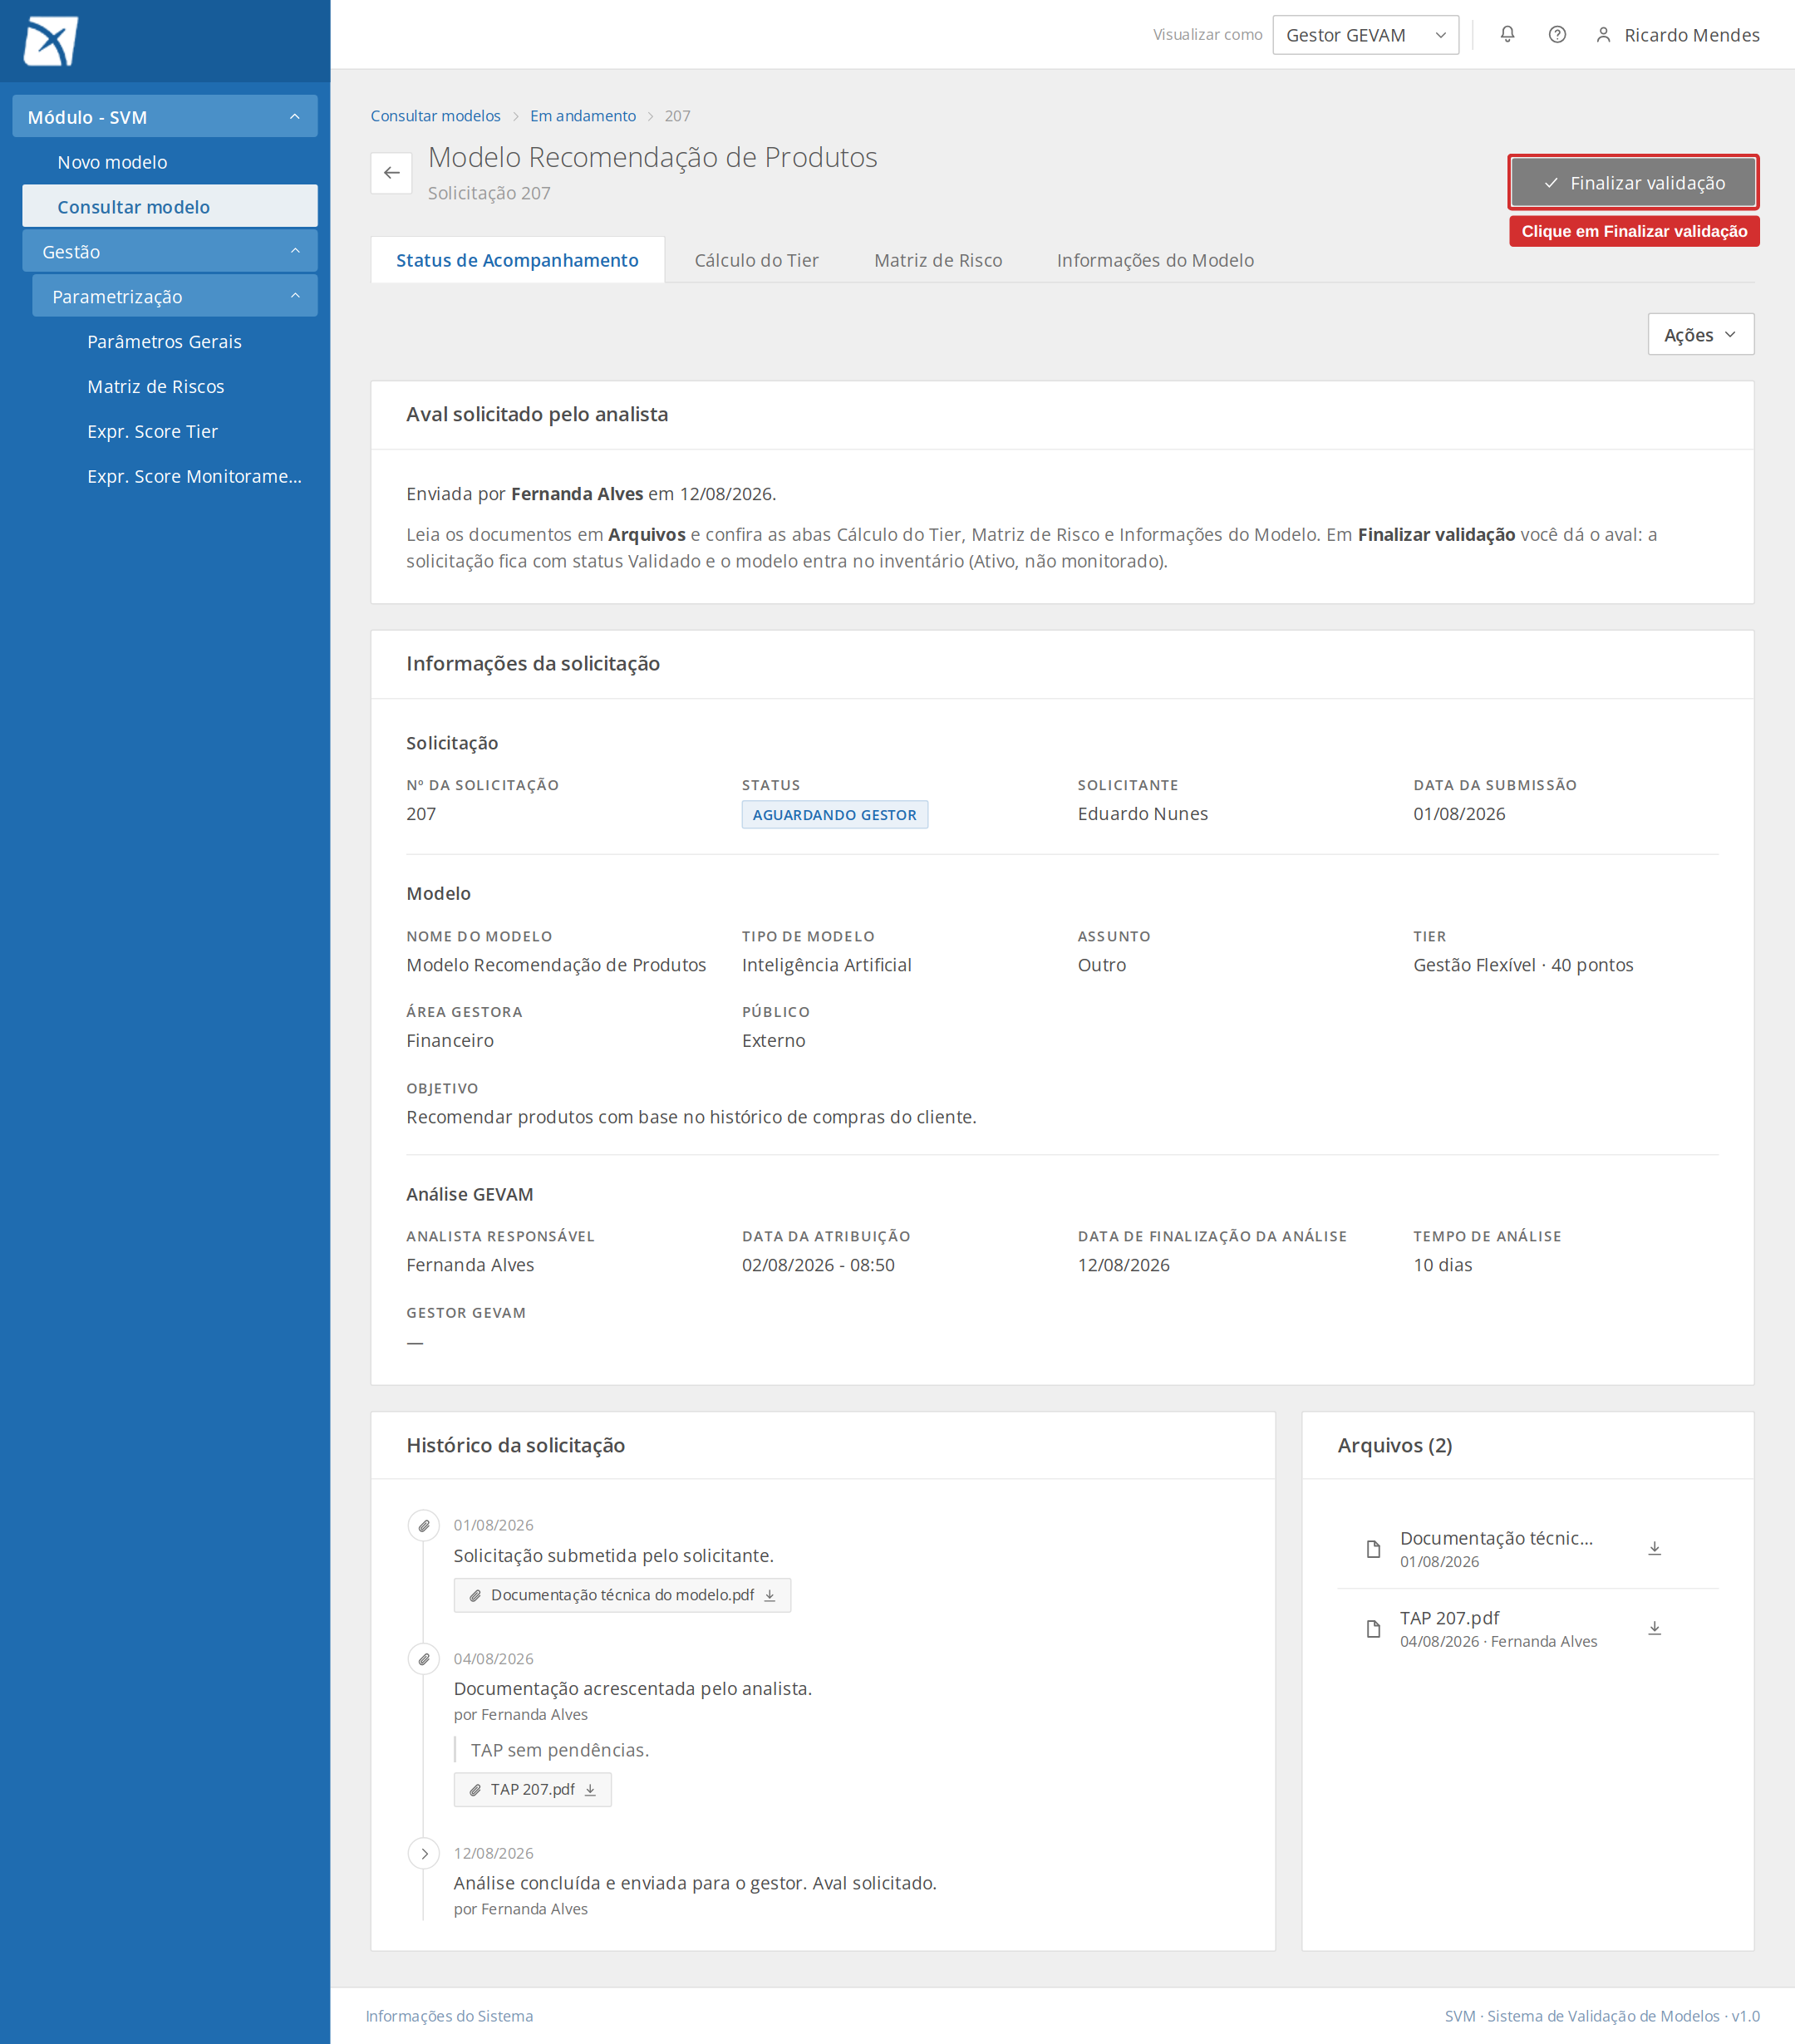 Visualizar como
Gestor GEVAM
Ricardo Mendes
Módulo - SVM
Novo modelo
Consultar modelo
Gestão
Parametrização
Parâmetros Gerais
Matriz de Riscos
Expr. Score Tier
Expr. Score Monitorame...
Consultar modelos
Em andamento
207
Modelo Recomendação de Produtos
Solicitação 207
Finalizar validação
Clique em Finalizar validação
Status de Acompanhamento
Cálculo do Tier
Matriz de Risco
Informações do Modelo
Ações
Aval solicitado pelo analista
Enviada por Fernanda Alves em 12/08/2026.
Leia os documentos em Arquivos e confira as abas Cálculo do Tier, Matriz de Risco e Informações do Modelo. Em Finalizar validação você dá o aval: a
solicitação fica com status Validado e o modelo entra no inventário (Ativo, não monitorado).
Informações da solicitação
Solicitação
Nº DA SOLICITAÇÃO
207
STATUS
AGUARDANDO GESTOR
SOLICITANTE
Eduardo Nunes
DATA DA SUBMISSÃO
01/08/2026
Modelo
NOME DO MODELO
Modelo Recomendação de Produtos
TIPO DE MODELO
Inteligência Artificial
ASSUNTO
Outro
TIER
Gestão Flexível · 40 pontos
ÁREA GESTORA
Financeiro
PÚBLICO
Externo
OBJETIVO
Recomendar produtos com base no histórico de compras do cliente.
Análise GEVAM
ANALISTA RESPONSÁVEL
Fernanda Alves
DATA DA ATRIBUIÇÃO
02/08/2026 - 08:50
DATA DE FINALIZAÇÃO DA ANÁLISE
12/08/2026
TEMPO DE ANÁLISE
10 dias
GESTOR GEVAM
—
Histórico da solicitação
01/08/2026
Solicitação submetida pelo solicitante.
Documentação técnica do modelo.pdf
04/08/2026
Documentação acrescentada pelo analista.
por Fernanda Alves
TAP sem pendências.
TAP 207.pdf
12/08/2026
Análise concluída e enviada para o gestor. Aval solicitado.
por Fernanda Alves
Arquivos (2)
Documentação técnic...
01/08/2026
TAP 207.pdf
04/08/2026 · Fernanda Alves
Informações do Sistema
SVM · Sistema de Validação de Modelos · v1.0